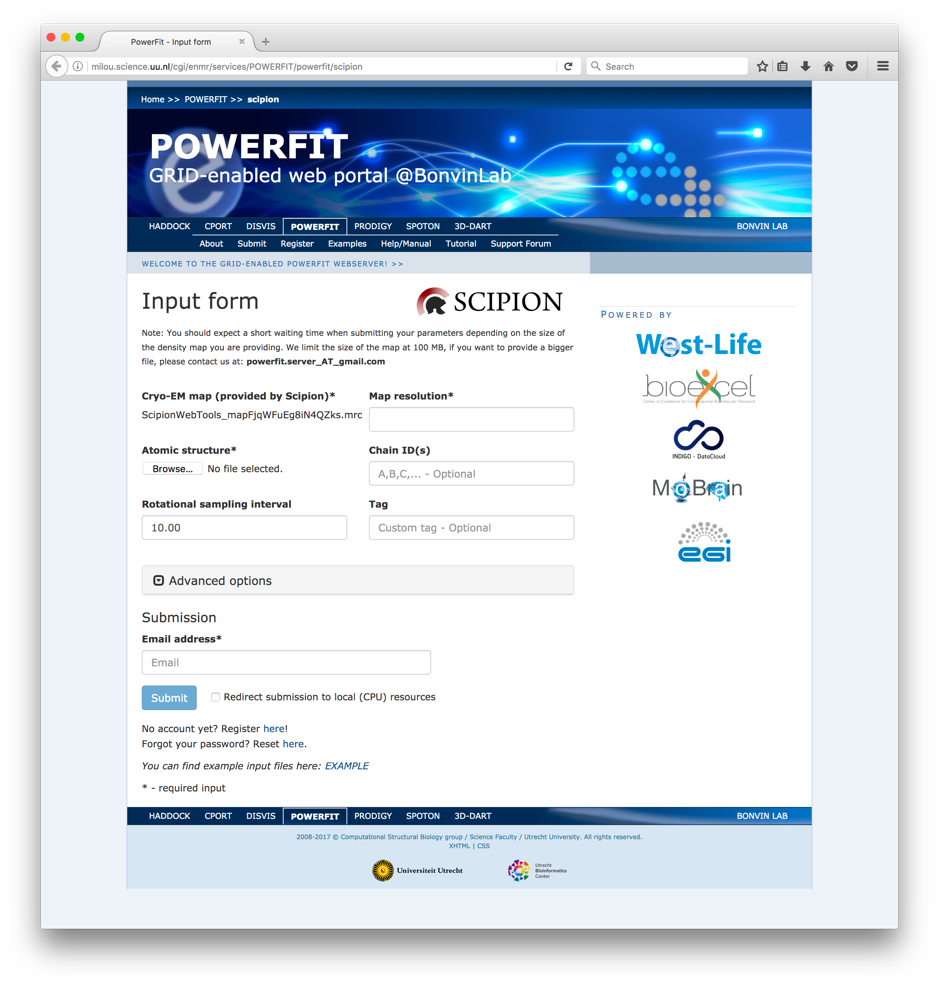 PowerFit - Input form
milou.science.uu.nl/cgi/enmr/services/POWERFIT/powerfit/scipion
Search
Home >> POWERFIT >> scipion
POWERFIT
GRID-enabled web portal @BonvinLab
HADDOCK CPORT DISVIS POWERFIT PRODIGY SPOTON 3D-DART BONVIN LAB
About Submit Register Examples Help/Manual Tutorial Support Forum
WELCOME TO THE GRID-ENABLED POWERFIT WEBSERVER! >>
Input form
SCIPION
Note: You should expect a short waiting time when submitting your parameters depending on the size of
the density map you are providing. We limit the size of the map at 100 MB, if you want to provide a bigger
file, please contact us at: powerfit.server_AT_gmail.com
Cryo-EM map (provided by Scipion)* Map resolution*
ScipionWebTools_mapFjqWFuEg8iN4QZks.mrc
Atomic structure* Chain ID(s)
Browse... No file selected. A,B,C,... - Optional
Rotational sampling interval Tag
10.00 Custom tag - Optional
Advanced options
Submission
Email address*
Email
Submit Redirect submission to local (CPU) resources
No account yet? Register here!
Forgot your password? Reset here.
You can find example input files here: EXAMPLE
* - required input
POWERED BY
West-Life
bioexcel
Center of Excellence for Computational Biomolecular Research
INDIGO - DataCloud
MoBrain
egi
HADDOCK CPORT DISVIS POWERFIT PRODIGY SPOTON 3D-DART BONVIN LAB
2008-2017 © Computational Structural Biology group / Science Faculty / Utrecht University. All rights reserved.
XHTML | CSS
Universiteit Utrecht
Utrecht
Bioinformatics
Center